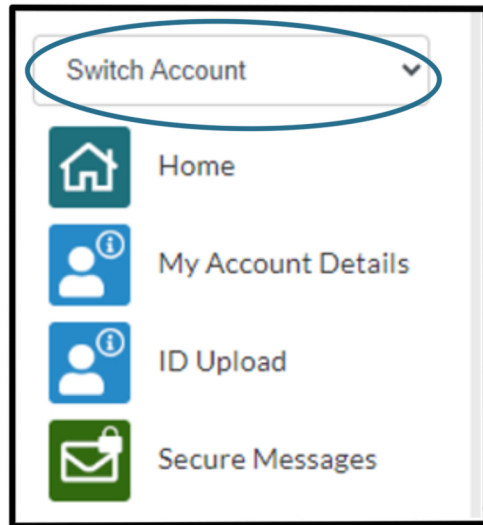 Switch Account
Home
My Account Details
ID Upload
Secure Messages